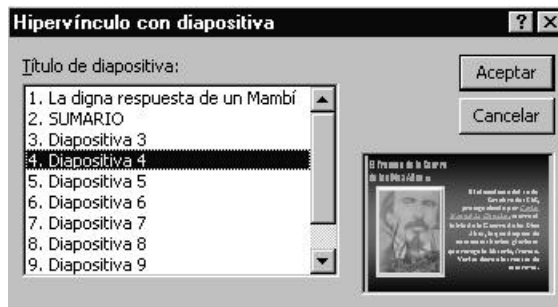 Hipervínculo con diapositiva
Título de diapositiva:
Aceptar
Cancelar
1. La digna respuesta de un Mambí
2. SUMARIO
3. Diapositiva 3
4. Diapositiva 4
5. Diapositiva 5
6. Diapositiva 6
7. Diapositiva 7
8. Diapositiva 8
9. Diapositiva 9